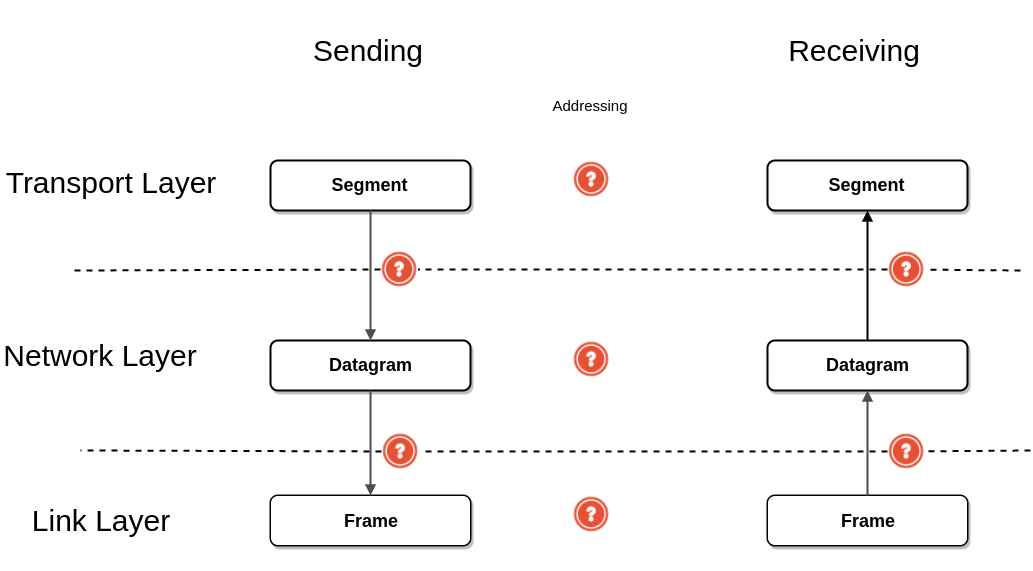 Sending
Receiving
Addressing
Transport Layer
Segment
?
Segment
?
?
Network Layer
Datagram
?
Datagram
?
?
Link Layer
Frame
?
Frame